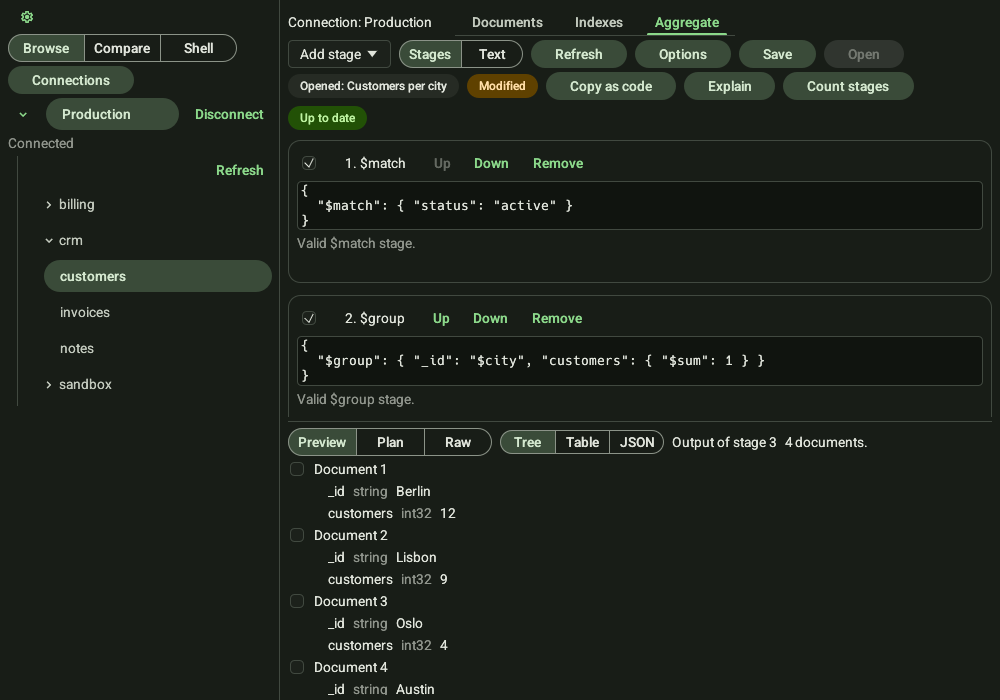 Browse Compare Shell
Connections
Production Disconnect
Connected
Refresh
billing
crm
customers
invoices
notes
sandbox
Connection: Production Documents Indexes Aggregate
Add stage Stages Text Refresh Options Save Open
Opened: Customers per city Modified Copy as code Explain Count stages
Up to date
1. $match Up Down Remove
{
"$match": { "status": "active" }
}
Valid $match stage.
2. $group Up Down Remove
{
"$group": { "_id": "$city", "customers": { "$sum": 1 } }
}
Valid $group stage.
Preview Plan Raw Tree Table JSON Output of stage 3 4 documents.
Document 1
_id string Berlin
customers int32 12
Document 2
_id string Lisbon
customers int32 9
Document 3
_id string Oslo
customers int32 4
Document 4
_id string Austin